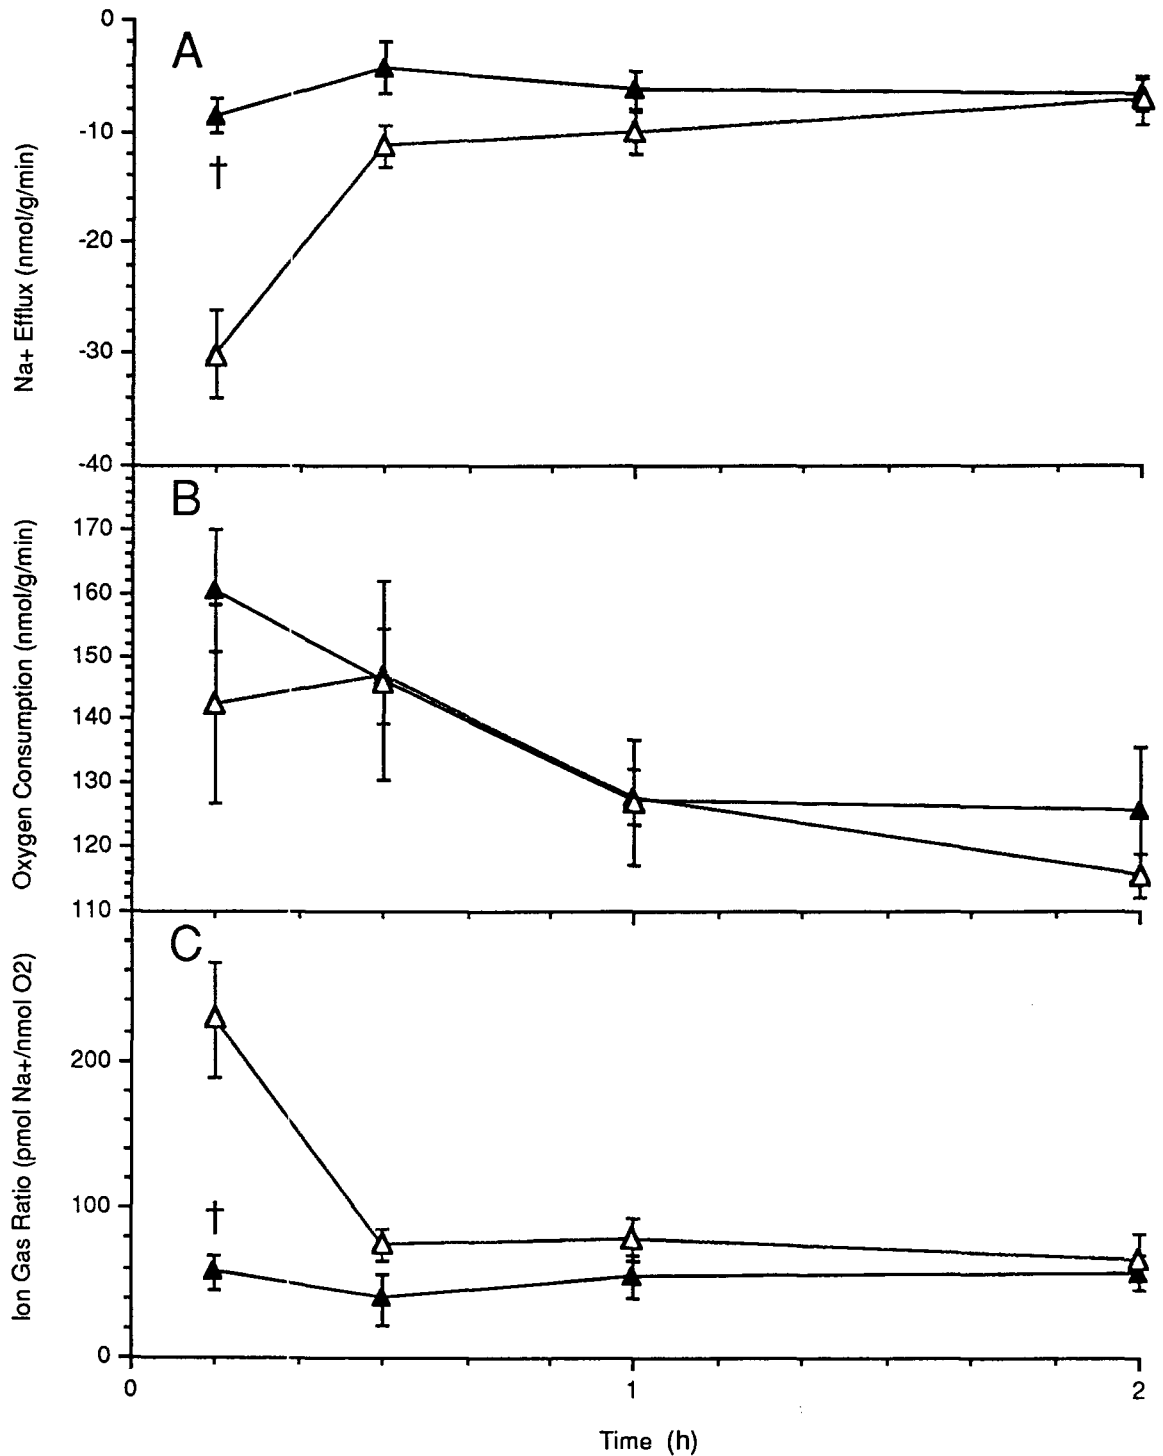 A
0
-10
-20
-30
-40
Na+ Efflux (nmol/g/min)
†
B
170
160
150
140
130
120
110
Oxygen Consumption (nmol/g/min)
C
200
100
0
Ion Gas Ratio (pmol Na+/nmol O2)
†
0 1 2
Time (h)